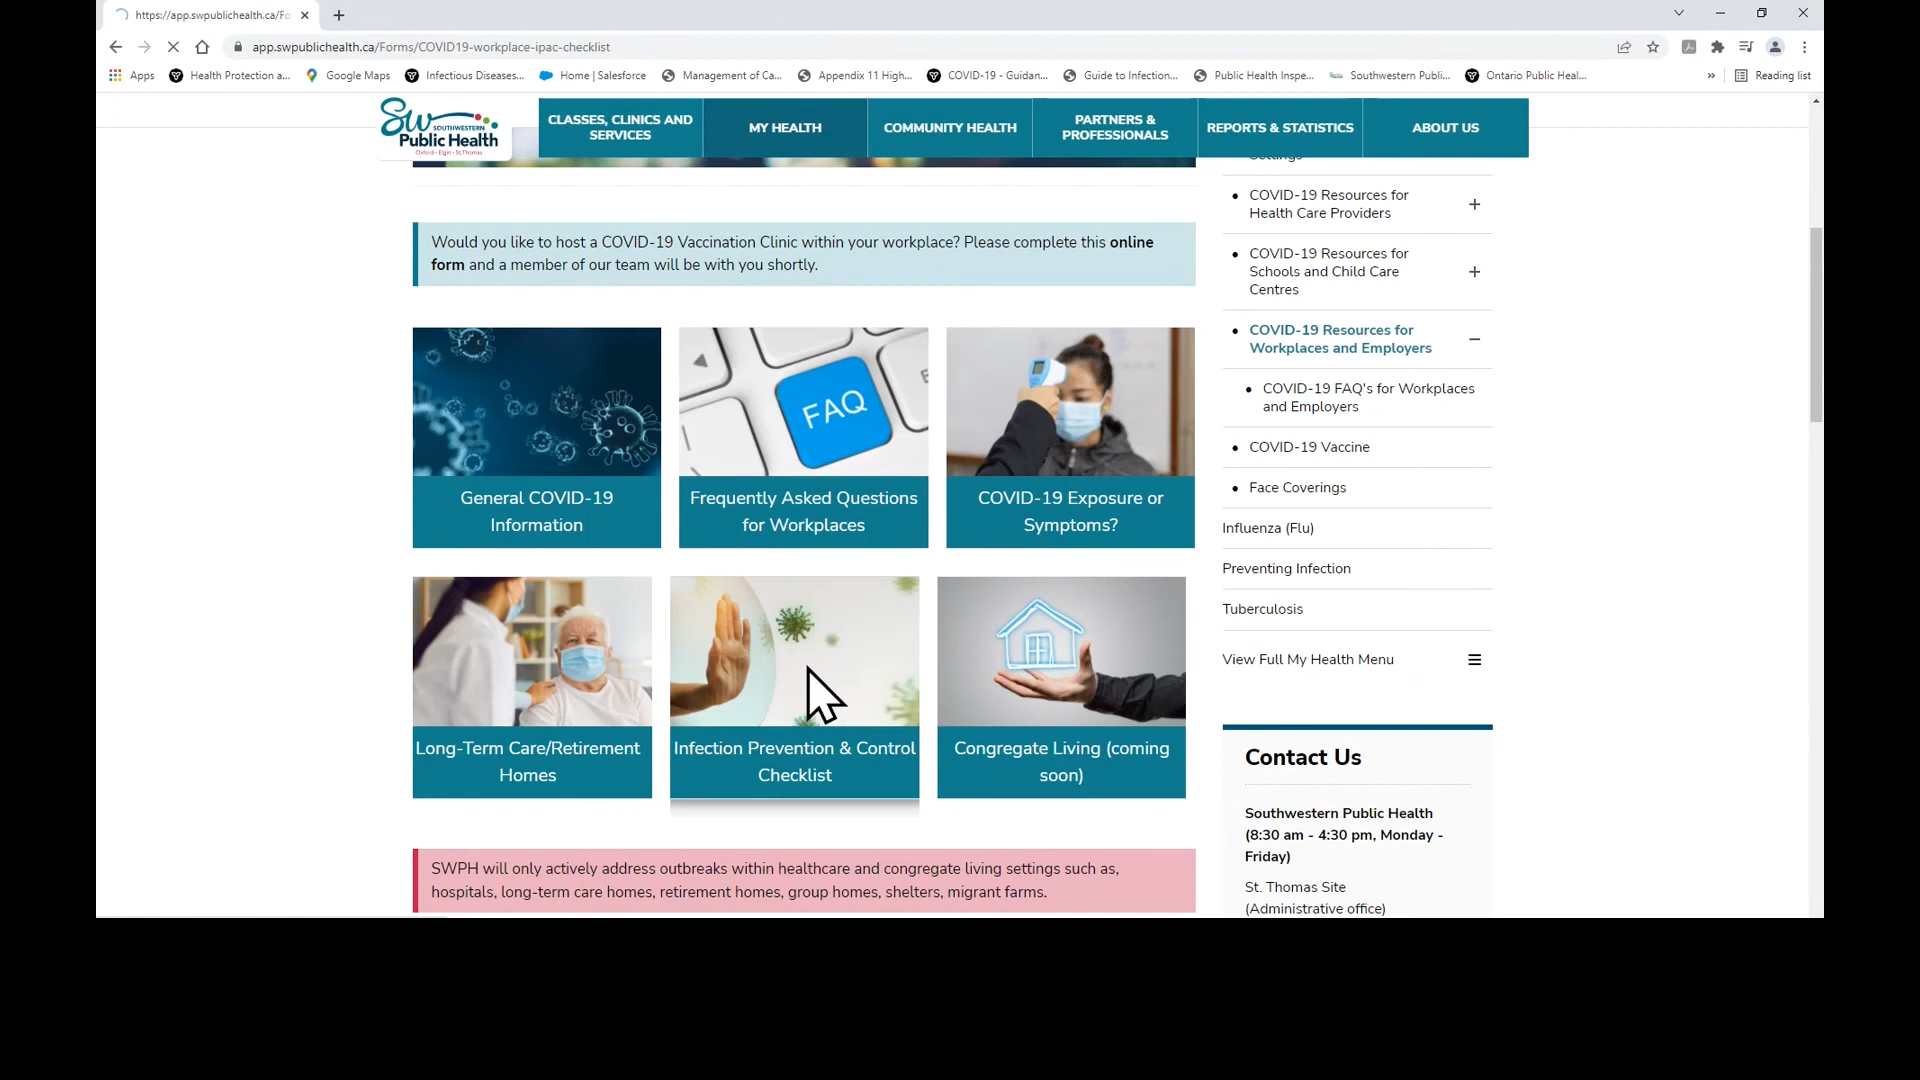 https://app.swpublichealth.ca/Fo
app.swpublichealth.ca/Forms/COVID19-workplace-ipac-checklist
Apps Health Protection a... Google Maps Infectious Diseases... Home | Salesforce Management of Ca... Appendix 11 High... COVID-19 - Guidan... Guide to Infection... Public Health Inspe... Southwestern Publi... Ontario Public Heal... » Reading list
SW SOUTHWESTERN
Public Health
Oxford · Elgin · St.Thomas
CLASSES, CLINICS AND
SERVICES
MY HEALTH
COMMUNITY HEALTH
PARTNERS &
PROFESSIONALS
REPORTS & STATISTICS
ABOUT US
Would you like to host a COVID-19 Vaccination Clinic within your workplace? Please complete this online
form and a member of our team will be with you shortly.
FAQ
General COVID-19
Information
Frequently Asked Questions
for Workplaces
COVID-19 Exposure or
Symptoms?
Long-Term Care/Retirement
Homes
Infection Prevention & Control
Checklist
Congregate Living (coming
soon)
SWPH will only actively address outbreaks within healthcare and congregate living settings such as,
hospitals, long-term care homes, retirement homes, group homes, shelters, migrant farms.
Settings
COVID-19 Resources for
Health Care Providers
COVID-19 Resources for
Schools and Child Care
Centres
COVID-19 Resources for
Workplaces and Employers
COVID-19 FAQ's for Workplaces
and Employers
COVID-19 Vaccine
Face Coverings
Influenza (Flu)
Preventing Infection
Tuberculosis
View Full My Health Menu
Contact Us
Southwestern Public Health
(8:30 am - 4:30 pm, Monday -
Friday)
St. Thomas Site
(Administrative office)